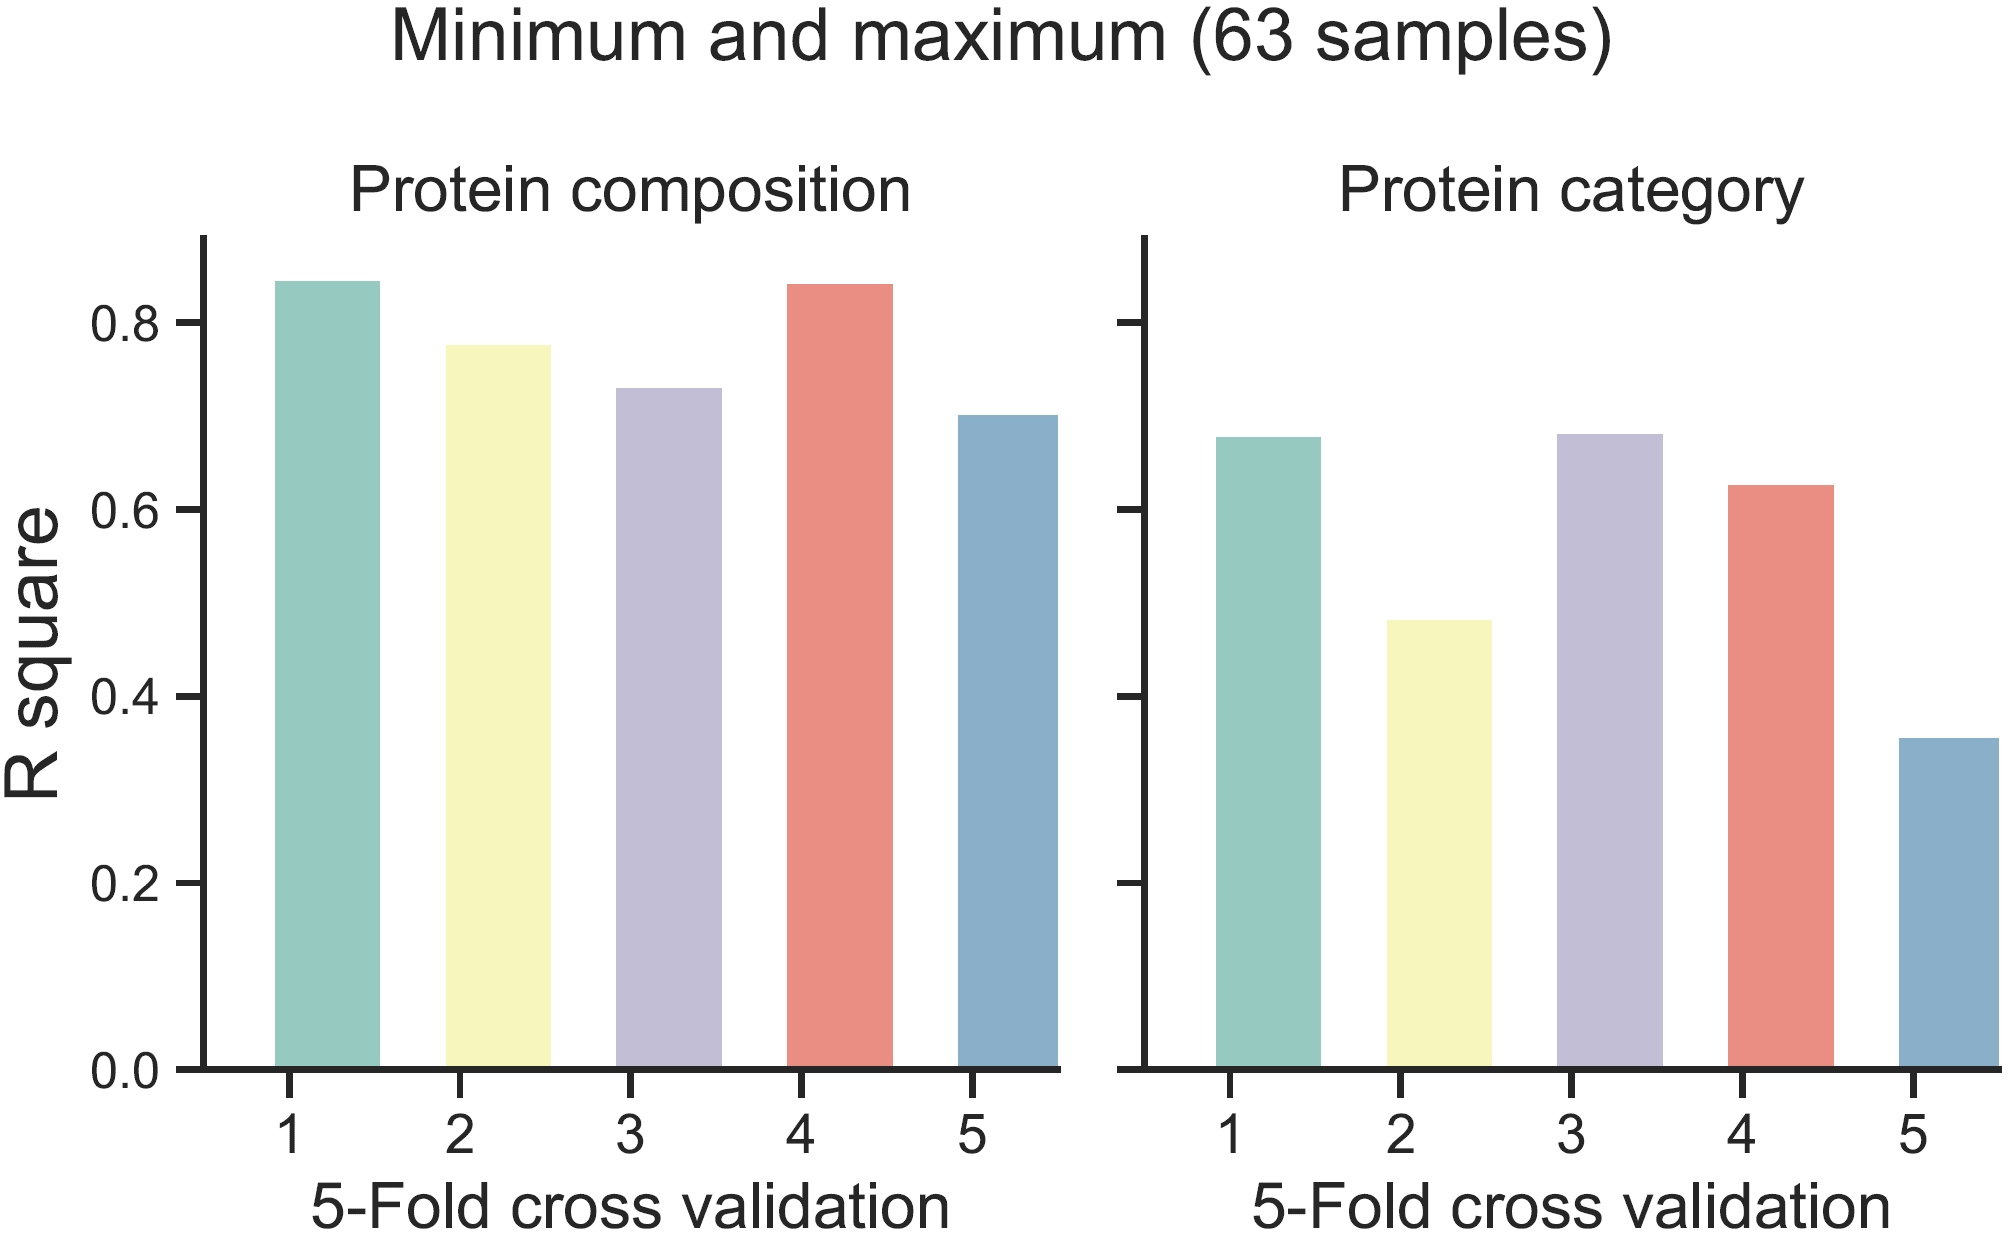 Minimum and maximum (63 samples)
Protein composition
Protein category
R square
0.8
0.6
0.4
0.2
0.0
1 2 3 4 5
1 2 3 4 5
5-Fold cross validation
5-Fold cross validation